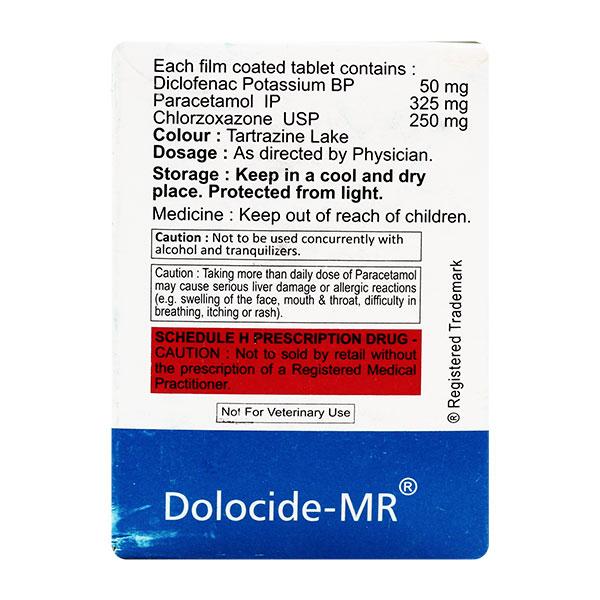 Each film coated tablet contains :
Diclofenac Potassium BP 50 mg
Paracetamol IP 325 mg
Chlorzoxazone USP 250 mg
Colour : Tartrazine Lake
Dosage : As directed by Physician.
Storage : Keep in a cool and dry
place. Protected from light.
Medicine : Keep out of reach of children.
Caution : Not to be used concurrently with
alcohol and tranquilizers.
Caution : Taking more than daily dose of Paracetamol
may cause serious liver damage or allergic reactions
(e.g. swelling of the face, mouth & throat, difficulty in
breathing, itching or rash).
SCHEDULE H PRESCRIPTION DRUG -
CAUTION : Not to sold by retail without
the prescription of a Registered Medical
Practitioner.
Not For Veterinary Use
® Registered Trademark
Dolocide-MR®